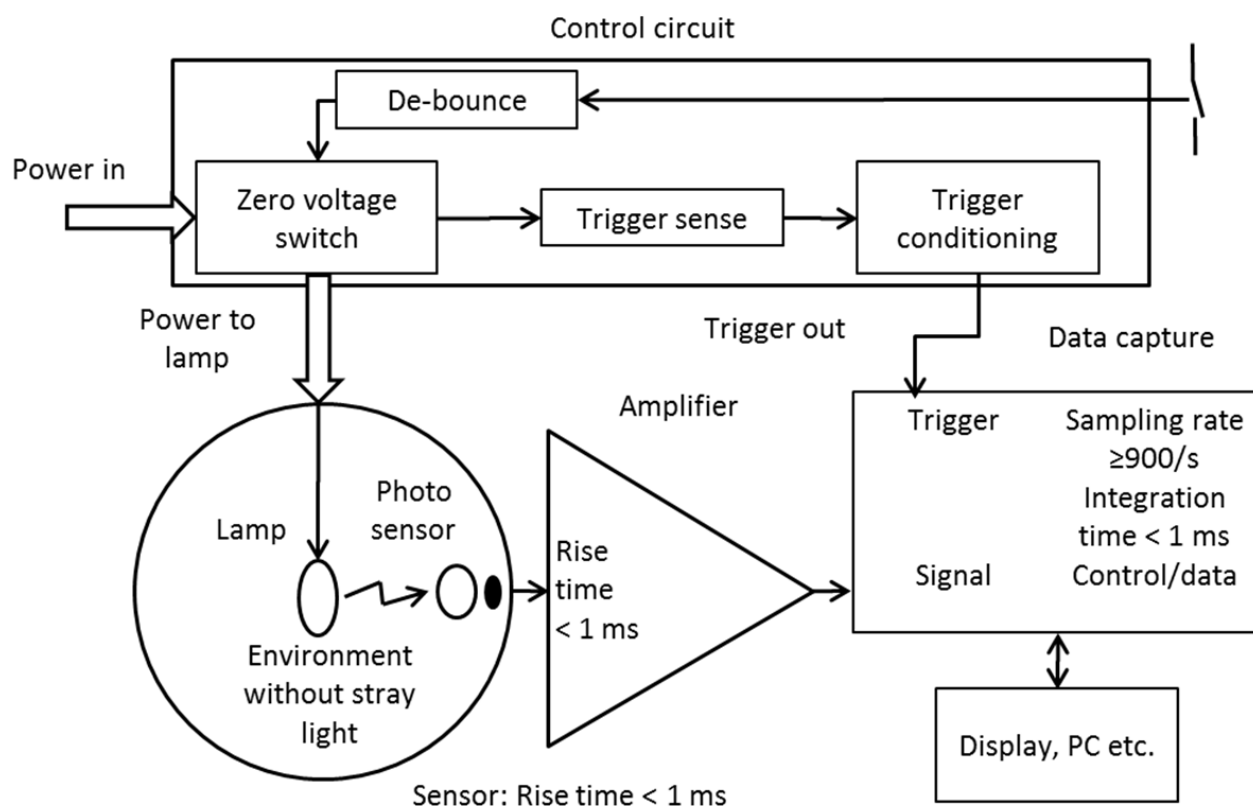 Control circuit
De-bounce
Power in
Zero voltage
switch
Trigger sense
Trigger
conditioning
Power to
lamp
Trigger out
Data capture
Amplifier
Trigger
Sampling rate
≥900/s
Integration
time < 1 ms
Control/data
Signal
Photo
sensor
Lamp
Rise
time
< 1 ms
Environment
without stray
light
Display, PC etc.
Sensor: Rise time < 1 ms